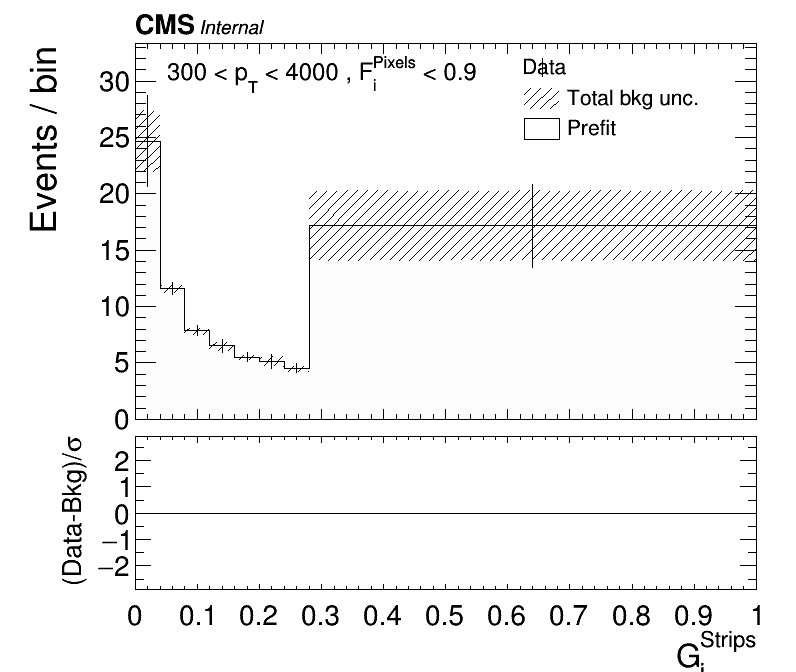 CMS Internal
300 < p_T < 4000 , F_i^Pixels < 0.9
Data
Total bkg unc.
Prefit
Events / bin
30
25
20
15
10
5
0
(Data-Bkg)/σ
2
1
0
−1
−2
0 0.1 0.2 0.3 0.4 0.5 0.6 0.7 0.8 0.9 1
G_i^Strips